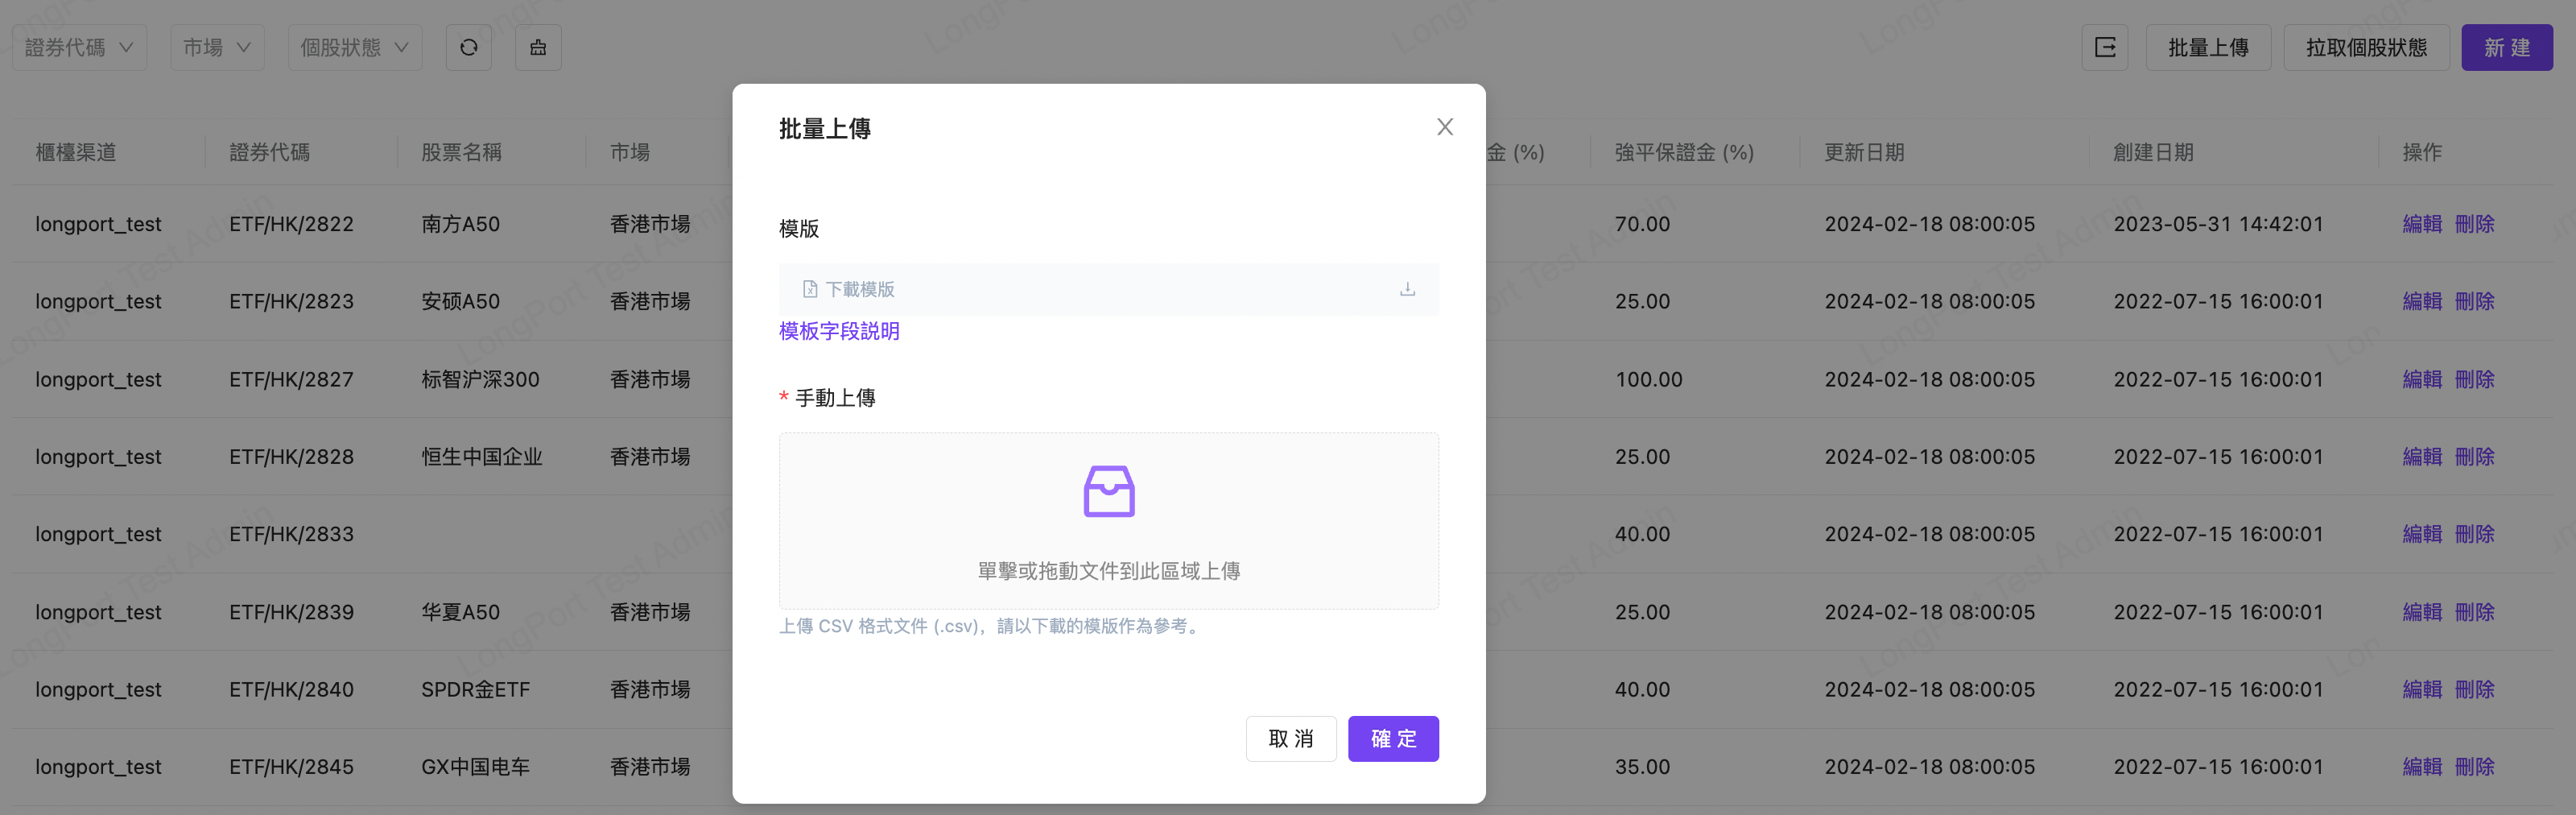 證券代碼 市場 個股狀態 批量上傳 拉取個股狀態 新 建
櫃檯渠道 證券代碼 股票名稱 市場 金 (%) 強平保證金 (%) 更新日期 創建日期 操作
longport_test ETF/HK/2822 南方A50 香港市場 70.00 2024-02-18 08:00:05 2023-05-31 14:42:01 編輯 刪除
longport_test ETF/HK/2823 安硕A50 香港市場 25.00 2024-02-18 08:00:05 2022-07-15 16:00:01 編輯 刪除
longport_test ETF/HK/2827 标智沪深300 香港市場 100.00 2024-02-18 08:00:05 2022-07-15 16:00:01 編輯 刪除
longport_test ETF/HK/2828 恒生中国企业 香港市場 25.00 2024-02-18 08:00:05 2022-07-15 16:00:01 編輯 刪除
longport_test ETF/HK/2833 40.00 2024-02-18 08:00:05 2022-07-15 16:00:01 編輯 刪除
longport_test ETF/HK/2839 华夏A50 香港市場 25.00 2024-02-18 08:00:05 2022-07-15 16:00:01 編輯 刪除
longport_test ETF/HK/2840 SPDR金ETF 香港市場 40.00 2024-02-18 08:00:05 2022-07-15 16:00:01 編輯 刪除
longport_test ETF/HK/2845 GX中国电车 香港市場 35.00 2024-02-18 08:00:05 2022-07-15 16:00:01 編輯 刪除
批量上傳
模版
下載模版
模板字段説明
* 手動上傳
單擊或拖動文件到此區域上傳
上傳 CSV 格式文件 (.csv)，請以下載的模版作為參考。
取 消 確 定
LongPort Test Admin